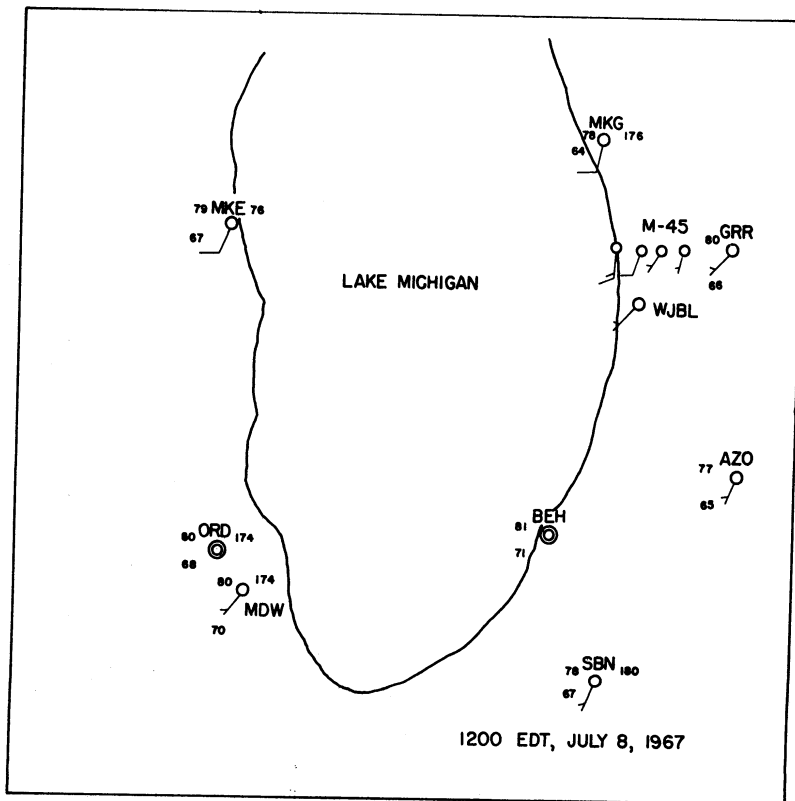 MKG
78 176
64
79 MKE 76
67
M-45
80 GRR
66
LAKE MICHIGAN
WJBL
77 AZO
65
81 BEH
71
80 ORD 174
68
80 174
MDW
70
78 SBN 180
67
1200 EDT, JULY 8, 1967